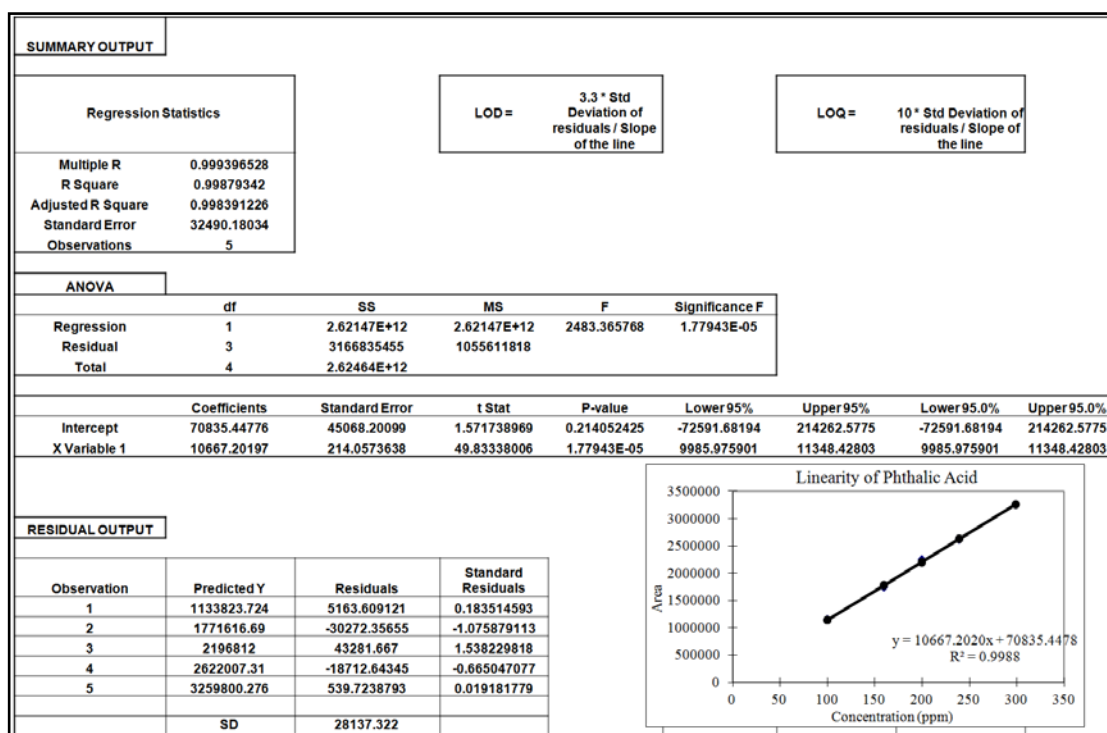 SUMMARY OUTPUT
Regression Statistics
Multiple R 0.999396528
R Square 0.99879342
Adjusted R Square 0.998391226
Standard Error 32490.18034
Observations 5
LOD = 3.3 * Std
Deviation of
residuals / Slope
of the line
LOQ = 10 * Std Deviation of
residuals / Slope of
the line
ANOVA
df SS MS F Significance F
Regression 1 2.62147E+12 2.62147E+12 2483.365768 1.77943E-05
Residual 3 3166835455 1055611818
Total 4 2.62464E+12
Coefficients Standard Error t Stat P-value Lower 95% Upper 95% Lower 95.0% Upper 95.0%
Intercept 70835.44776 45068.20099 1.571738969 0.214052425 -72591.68194 214262.5775 -72591.68194 214262.5775
X Variable 1 10667.20197 214.0573638 49.83338006 1.77943E-05 9985.975901 11348.42803 9985.975901 11348.42803
RESIDUAL OUTPUT
Observation Predicted Y Residuals Standard
Residuals
1 1133823.724 5163.609121 0.183514593
2 1771616.69 -30272.35655 -1.075879113
3 2196812 43281.667 1.538229818
4 2622007.31 -18712.64345 -0.665047077
5 3259800.276 539.7238793 0.019181779
SD 28137.322
Linearity of Phthalic Acid
3500000
3000000
2500000
2000000
1500000
1000000
500000
0
Area
y = 10667.2020x + 70835.4478
R² = 0.9988
0 50 100 150 200 250 300 350
Concentration (ppm)